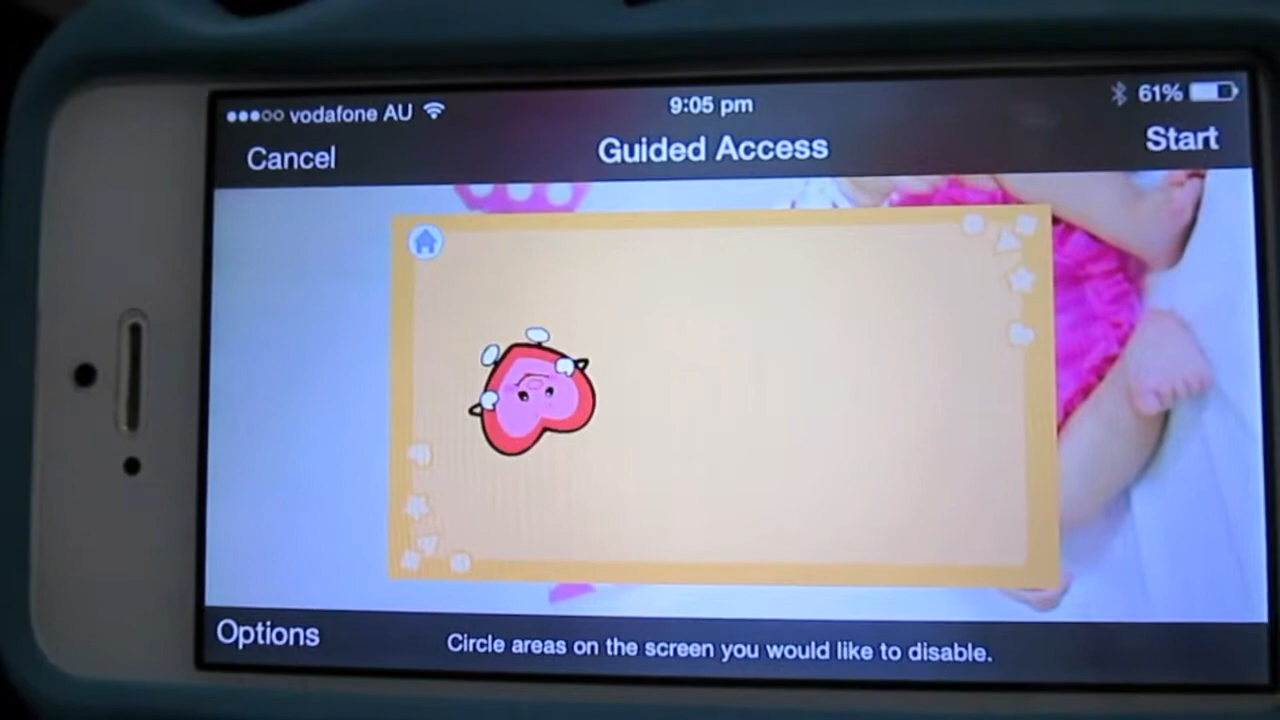 vodafone AU 9:05 pm 61%
Cancel Guided Access Start
Options Circle areas on the screen you would like to disable.